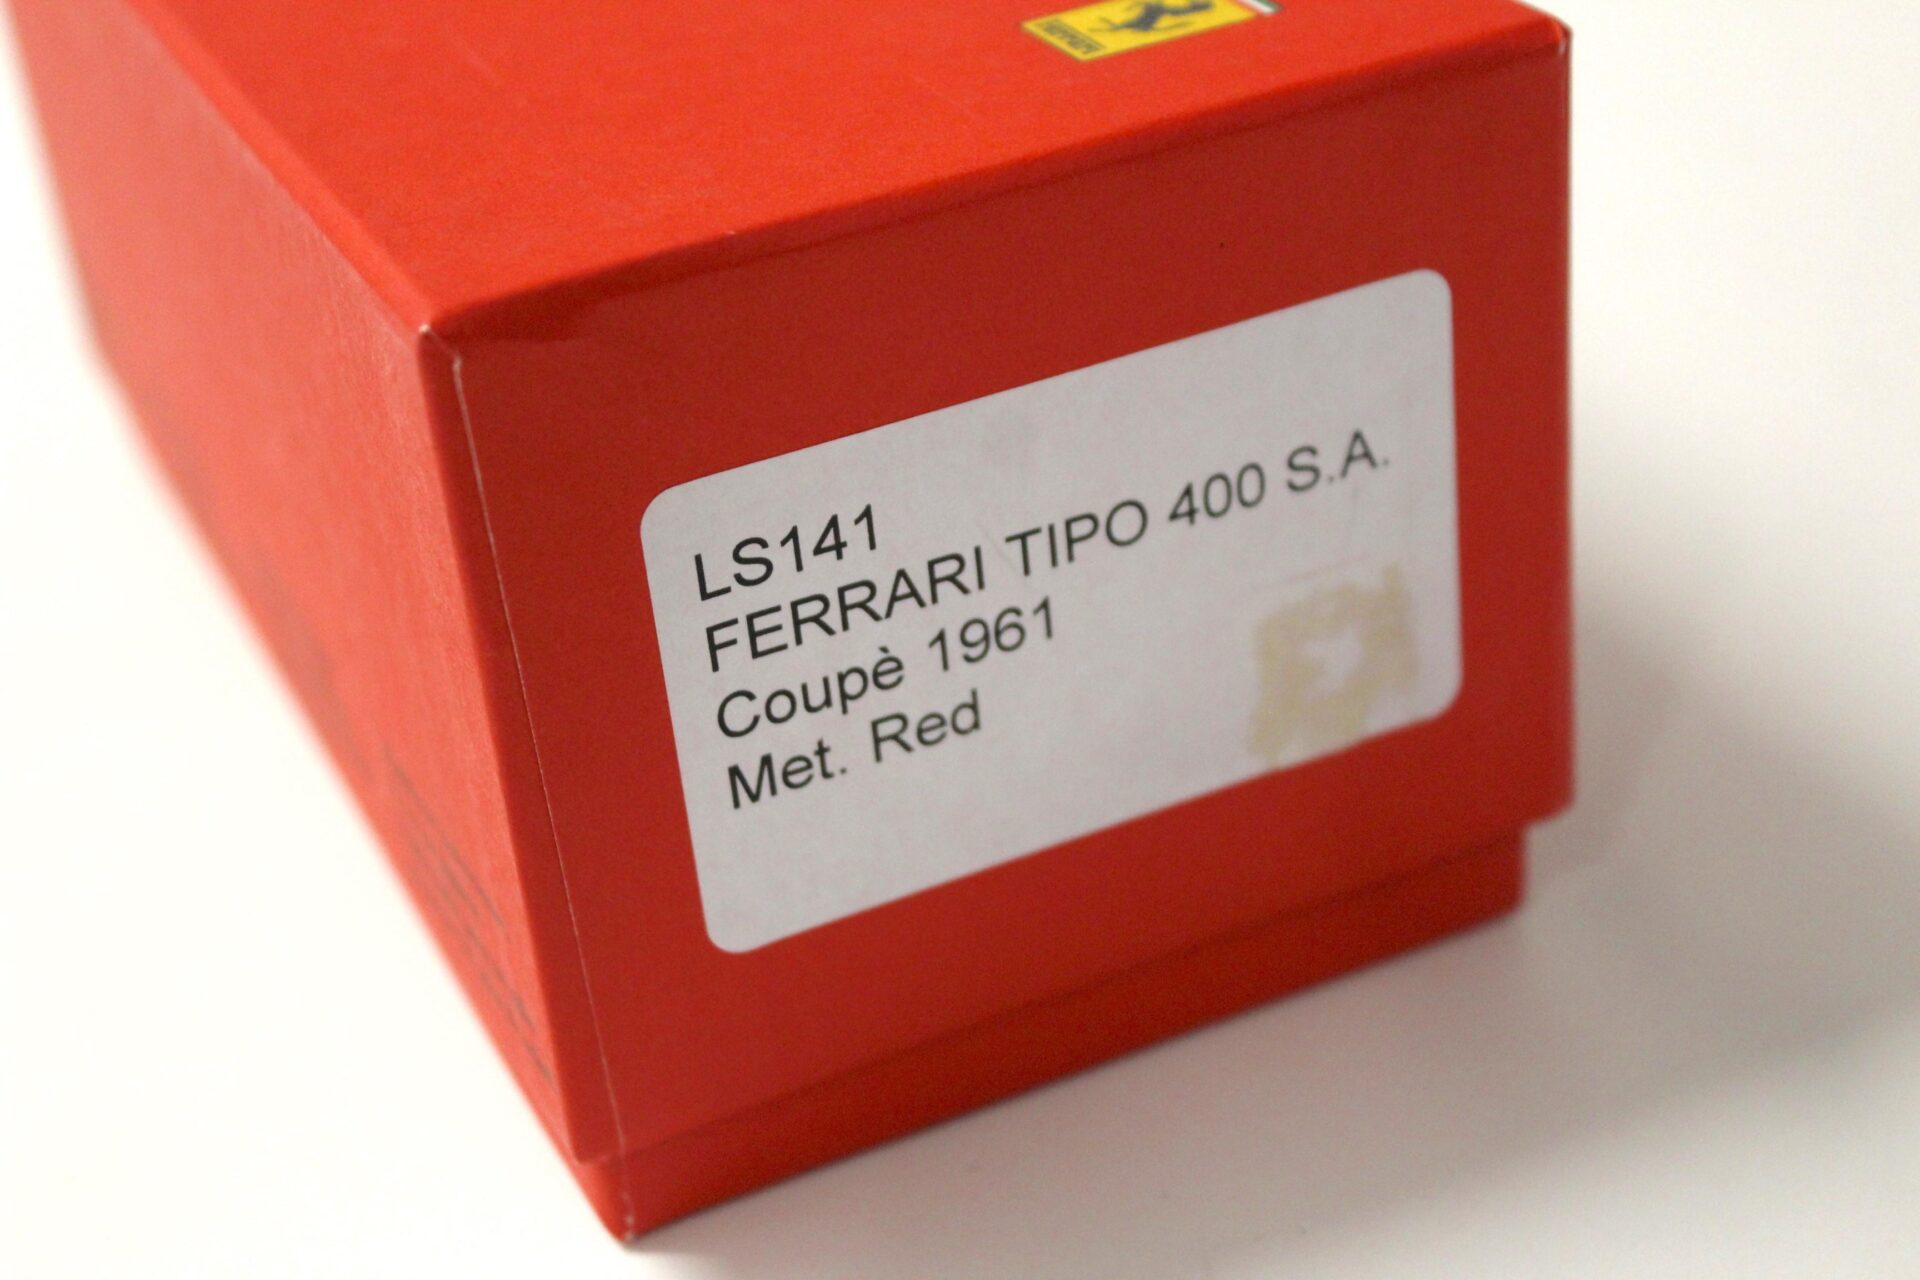 LS141
FERRARI TIPO 400 S.A.
Coupè 1961
Met. Red